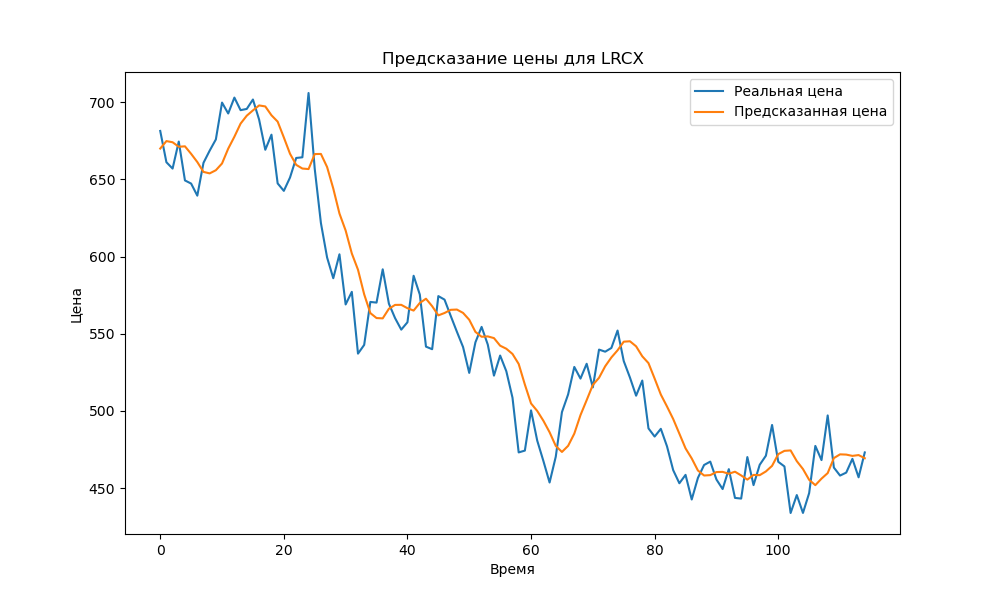 Предсказание цены для LRCX
Реальная цена
Предсказанная цена
Цена
700
650
600
550
500
450
0 20 40 60 80 100
Время